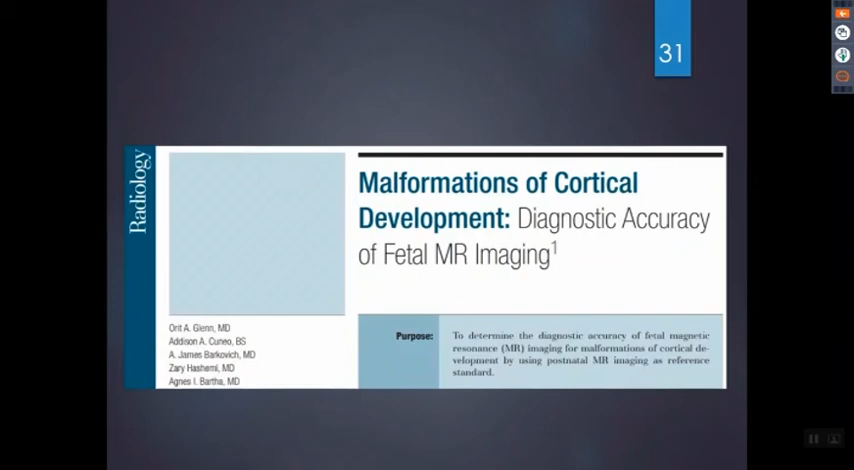 31
Radiology
Malformations of Cortical
Development: Diagnostic Accuracy
of Fetal MR Imaging1
Orit A. Glenn, MD
Addison A. Cuneo, BS
A. James Barkovich, MD
Zary Hashemi, MD
Agnes I. Bartha, MD
Purpose:
To determine the diagnostic accuracy of fetal magnetic
resonance (MR) imaging for malformations of cortical de-
velopment by using postnatal MR imaging as reference
standard.